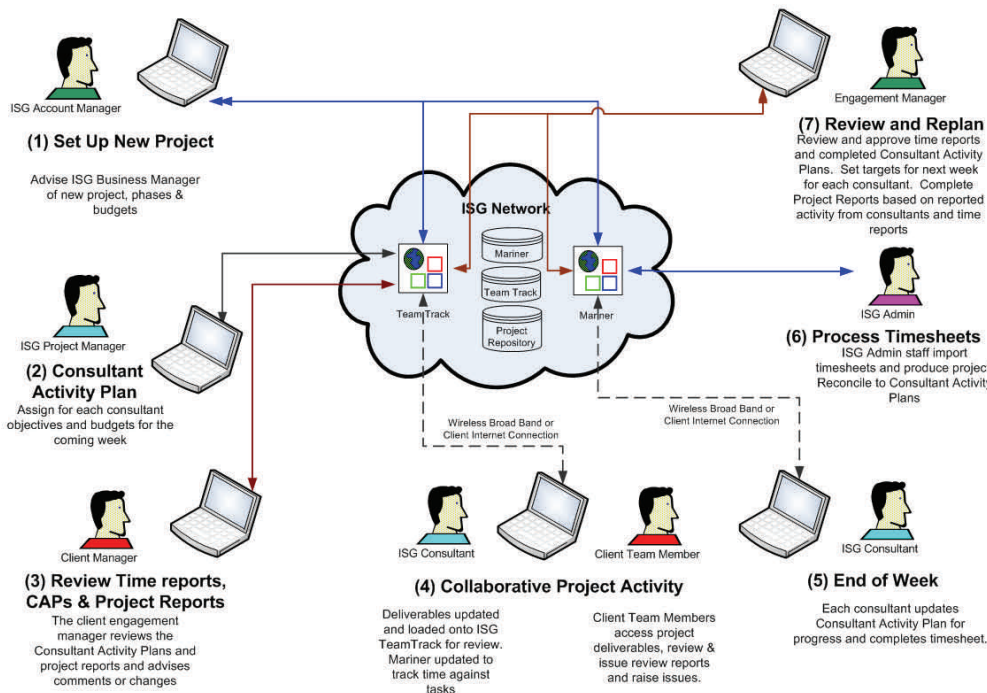 ISG Account Manager
(1) Set Up New Project
Advise ISG Business Manager
of new project, phases &
budgets
Engagement Manager
(7) Review and Replan
Review and approve time reports
and completed Consultant Activity
Plans. Set targets for next week
for each consultant. Complete
Project Reports based on reported
activity from consultants and time
reports
ISG Network
Mariner
Team Track
Project
Repository
Team Track
Mariner
ISG Project Manager
(2) Consultant
Activity Plan
Assign for each consultant
objectives and budgets for the
coming week
ISG Admin
(6) Process Timesheets
ISG Admin staff import
timesheets and produce project
Reconcile to Consultant Activity
Plans
Wireless Broad Band or
Client Internet Connection
Wireless Broad Band or
Client Internet Connection
Client Manager
(3) Review Time reports,
CAPs & Project Reports
The client engagement
manager reviews the
Consultant Activity Plans and
project reports and advises
comments or changes
ISG Consultant
Client Team Member
(4) Collaborative Project Activity
Deliverables updated
and loaded onto ISG
TeamTrack for review.
Mariner updated to
track time against
tasks
Client Team Members
access project
deliverables, review &
issue review reports
and raise issues.
ISG Consultant
(5) End of Week
Each consultant updates
Consultant Activity Plan for
progress and completes timesheet.